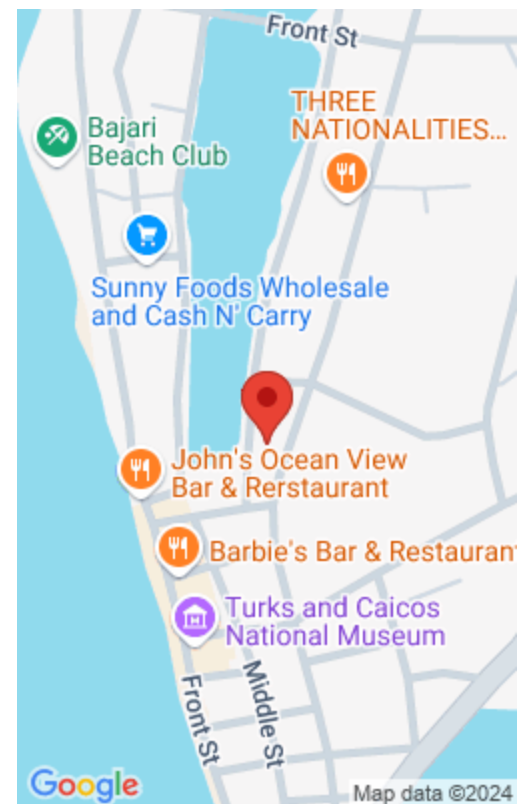 Front St
THREE
NATIONALITIES...
Bajari
Beach Club
Sunny Foods Wholesale
and Cash N' Carry
John's Ocean View
Bar & Rerstaurant
Barbie's Bar & Restaurant
Turks and Caicos
National Museum
Front St
Middle St
Google
Map data ©2024